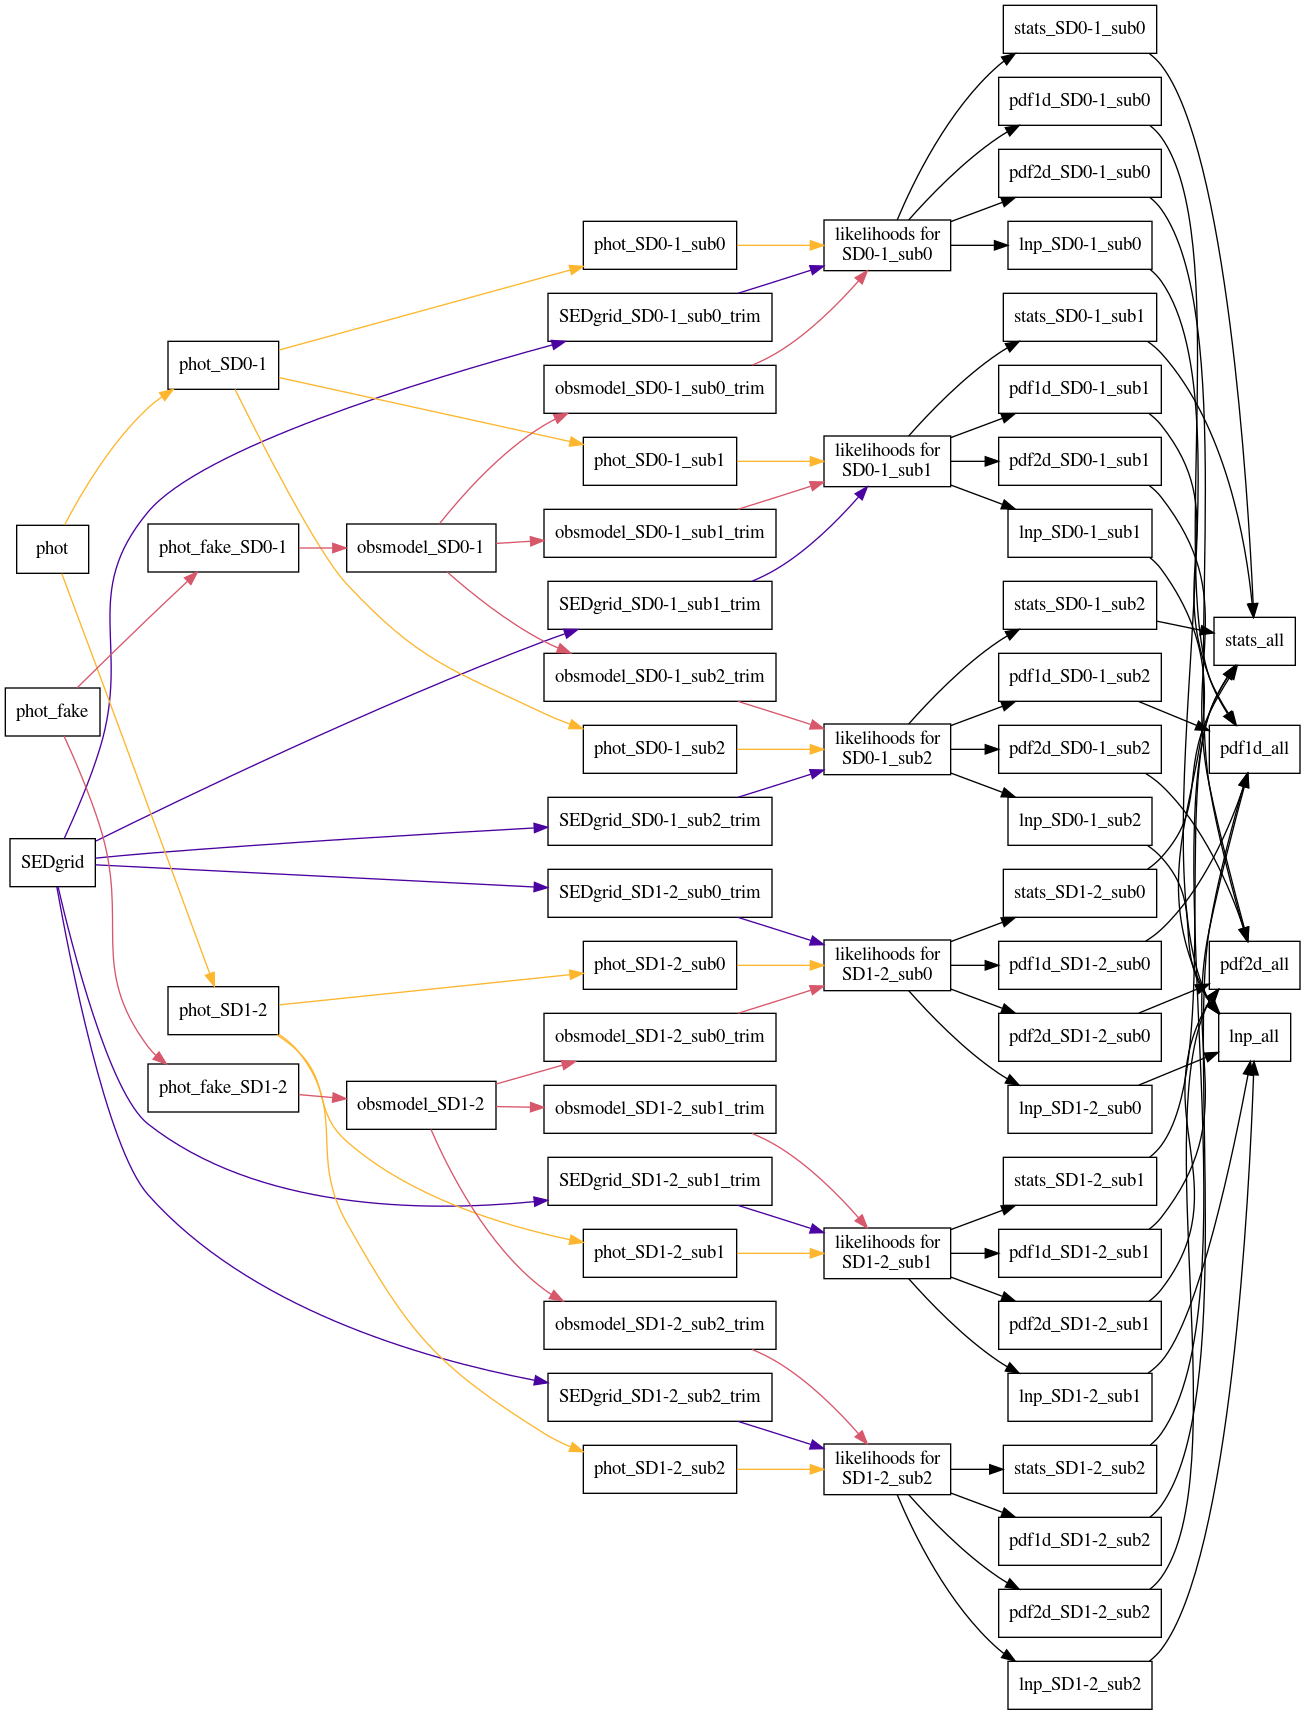 stats_SD0-1_sub0
pdf1d_SD0-1_sub0
pdf2d_SD0-1_sub0
phot_SD0-1_sub0
likelihoods for
SD0-1_sub0
lnp_SD0-1_sub0
SEDgrid_SD0-1_sub0_trim
stats_SD0-1_sub1
phot_SD0-1
obsmodel_SD0-1_sub0_trim
pdf1d_SD0-1_sub1
phot_SD0-1_sub1
likelihoods for
SD0-1_sub1
pdf2d_SD0-1_sub1
phot
phot_fake_SD0-1
obsmodel_SD0-1
obsmodel_SD0-1_sub1_trim
lnp_SD0-1_sub1
SEDgrid_SD0-1_sub1_trim
stats_SD0-1_sub2
stats_all
phot_fake
obsmodel_SD0-1_sub2_trim
pdf1d_SD0-1_sub2
phot_SD0-1_sub2
likelihoods for
SD0-1_sub2
pdf2d_SD0-1_sub2
pdf1d_all
SEDgrid_SD0-1_sub2_trim
lnp_SD0-1_sub2
SEDgrid
SEDgrid_SD1-2_sub0_trim
stats_SD1-2_sub0
phot_SD1-2_sub0
likelihoods for
SD1-2_sub0
pdf1d_SD1-2_sub0
pdf2d_all
phot_SD1-2
obsmodel_SD1-2_sub0_trim
pdf2d_SD1-2_sub0
lnp_all
phot_fake_SD1-2
obsmodel_SD1-2
obsmodel_SD1-2_sub1_trim
lnp_SD1-2_sub0
SEDgrid_SD1-2_sub1_trim
stats_SD1-2_sub1
phot_SD1-2_sub1
likelihoods for
SD1-2_sub1
pdf1d_SD1-2_sub1
obsmodel_SD1-2_sub2_trim
pdf2d_SD1-2_sub1
SEDgrid_SD1-2_sub2_trim
lnp_SD1-2_sub1
phot_SD1-2_sub2
likelihoods for
SD1-2_sub2
stats_SD1-2_sub2
pdf1d_SD1-2_sub2
pdf2d_SD1-2_sub2
lnp_SD1-2_sub2